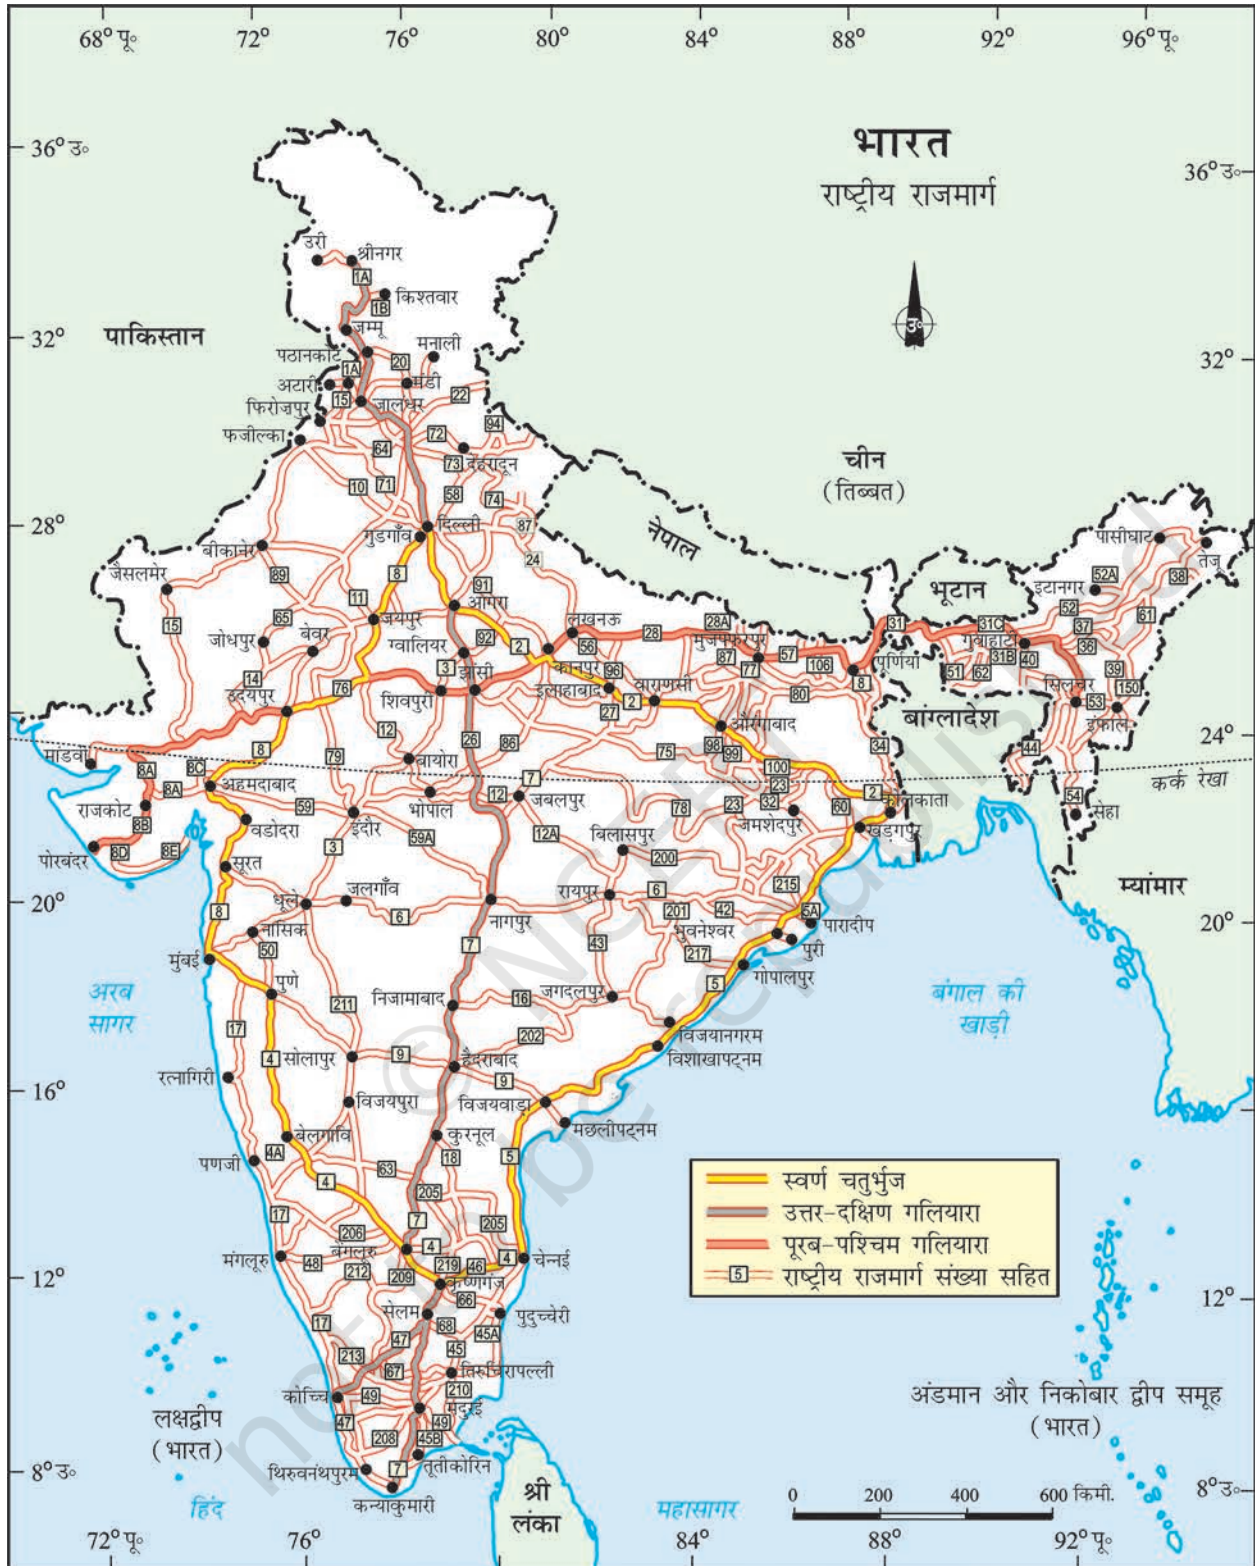 68° पू॰ 72° 76° 80° 84° 88° 92° 96° पू॰
भारत
राष्ट्रीय राजमार्ग
36° उ॰
36° उ॰
उ॰
उरी
श्रीनगर
1A
किश्तवार
1B
जम्मू
32°
32°
पाकिस्तान
पठानकोट
मनाली
1A
20
अटारी
मंडी
15
जालंधर
22
फिरोज़पुर
94
फजील्का
72
64
73
देहरादून
चीन
(तिब्बत)
10
71
58
74
28°
दिल्ली
87
गुडगाँव
नेपाल
पासीघाट
तेजू
बीकानेर
जैसलमेर
89
8
24
भूटान
इटानगर
52A
38
91
11
आगरा
52
61
15
65
जयपुर
लखनऊ
28A
31
31C
37
जोधपुर
बेवर
ग्वालियर
92
2
56
28
मुजफ्फरपुर
57
गुवाहाटी
36
3
झाँसी
कानपुर
96
87
77
106
पूर्णिया
51
62
31B
40
39
14
76
शिवपुरी
इलाहाबाद
वाराणसी
8
सिलचर
150
उदयपुर
2
27
80
बांग्लादेश
53
इंफाल
12
26
86
औरंगाबाद
34
44
8
79
75
98
99
24°
मांडवी
8A
8C
बायोरा
7
100
कर्क रेखा
8A
अहमदाबाद
12
जबलपुर
23
2
कोलकाता
54
राजकोट
59
भोपाल
78
23
32
60
सेहा
8B
वडोदरा
इंदौर
59A
12A
बिलासपुर
जमशेदपुर
खड़गपुर
पोरबंदर
8D
8E
3
200
सूरत
म्यांमार
20°
20°
8
धूले
जलगाँव
6
नागपुर
रायपुर
6
215
201
42
5A
पारादीप
नासिक
भुवनेश्वर
पुरी
मुंबई
50
7
43
217
गोपालपुर
पुणे
5
अरब
सागर
211
निजामाबाद
16
जगदलपुर
बंगाल की
खाड़ी
17
202
विजयानगरम
4
सोलापुर
9
हैदराबाद
विशाखापट्नम
रत्नागिरी
9
16°
विजयपुरा
विजयवाड़ा
मछलीपट्नम
बेलगावि
कुरनूल
पणजी
4A
63
18
5
4
205
स्वर्ण चतुर्भुज
उत्तर-दक्षिण गलियारा
पूरब-पश्चिम गलियारा
5 राष्ट्रीय राजमार्ग संख्या सहित
17
206
7
205
मंगलूरु
48
बेंगलूरु
4
219
46
4
चेन्नई
212
209
कृष्णगंज
12°
12°
66
सेलम
पुदुच्चेरी
17
47
68
45A
213
45
67
तिरुचिरापल्ली
कोच्चि
49
210
अंडमान और निकोबार द्वीप समूह
(भारत)
लक्षद्वीप
(भारत)
47
मदुरई
49
208
45B
8° उ॰
तूतीकोरिन
8° उ॰
थिरुवनंथपुरम
7
कन्याकुमारी
हिंद
श्री
लंका
महासागर
0 200 400 600 किमी.
72° पू॰ 76° 84° 88° 92° पू॰
© NCERT
not to be republished